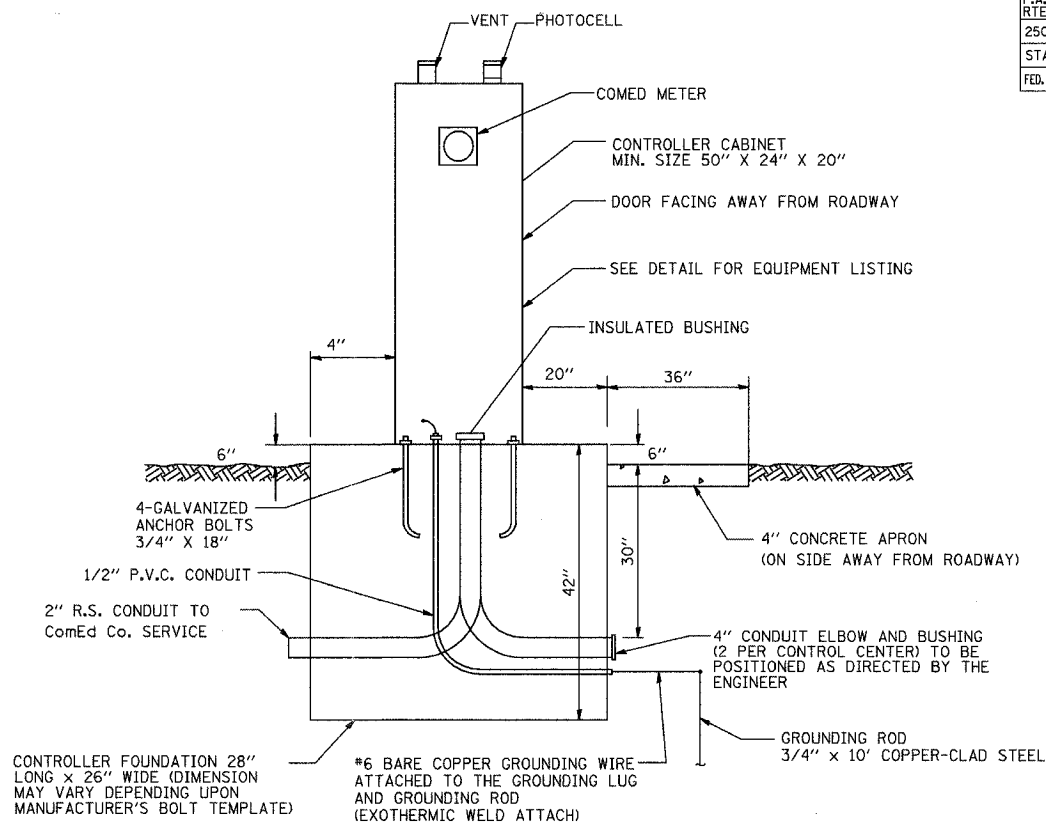 VENT
PHOTOCELL
RTE
250
STA
FED.
COMED METER
CONTROLLER CABINET
MIN. SIZE 50" X 24" X 20"
DOOR FACING AWAY FROM ROADWAY
SEE DETAIL FOR EQUIPMENT LISTING
INSULATED BUSHING
4"
20"
36"
6"
6"
4-GALVANIZED
ANCHOR BOLTS
3/4" X 18"
4" CONCRETE APRON
(ON SIDE AWAY FROM ROADWAY)
30"
42"
1/2" P.V.C. CONDUIT
2" R.S. CONDUIT TO
ComEd Co. SERVICE
4" CONDUIT ELBOW AND BUSHING
(2 PER CONTROL CENTER) TO BE
POSITIONED AS DIRECTED BY THE
ENGINEER
GROUNDING ROD
3/4" x 10' COPPER-CLAD STEEL
CONTROLLER FOUNDATION 28"
LONG x 26" WIDE (DIMENSION
MAY VARY DEPENDING UPON
MANUFACTURER'S BOLT TEMPLATE)
#6 BARE COPPER GROUNDING WIRE
ATTACHED TO THE GROUNDING LUG
AND GROUNDING ROD
(EXOTHERMIC WELD ATTACH)